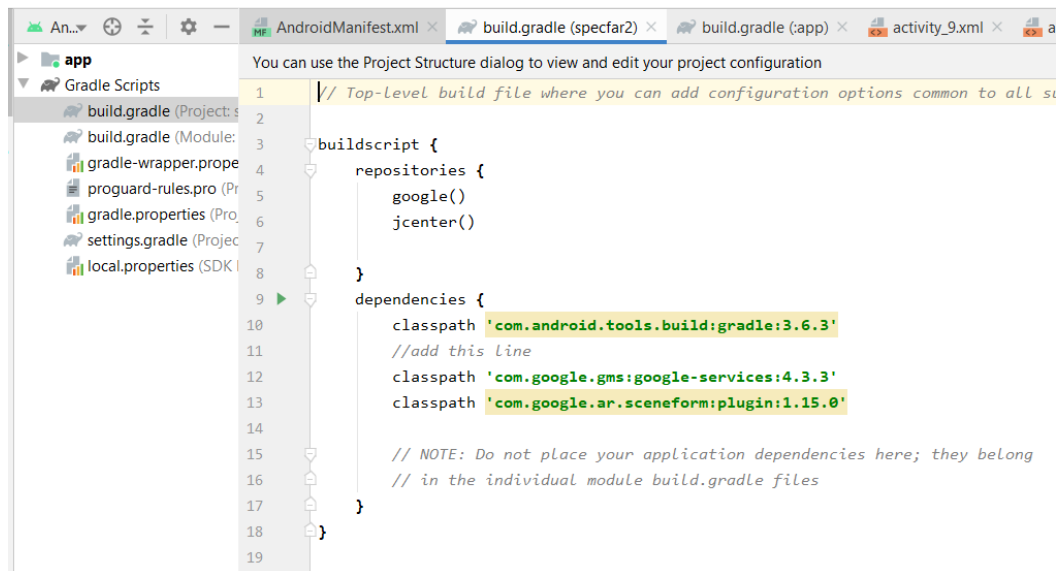 An...
AndroidManifest.xml
build.gradle (specfar2)
build.gradle (:app)
activity_9.xml
a
app
Gradle Scripts
build.gradle (Project: s
build.gradle (Module:
gradle-wrapper.prope
proguard-rules.pro (Pr
gradle.properties (Proj
settings.gradle (Projec
local.properties (SDK
You can use the Project Structure dialog to view and edit your project configuration
1 // Top-level build file where you can add configuration options common to all su
2
3 buildscript {
4 repositories {
5 google()
6 jcenter()
7
8 }
9 dependencies {
10 classpath 'com.android.tools.build:gradle:3.6.3'
11 //add this line
12 classpath 'com.google.gms:google-services:4.3.3'
13 classpath 'com.google.ar.sceneform:plugin:1.15.0'
14
15 // NOTE: Do not place your application dependencies here; they belong
16 // in the individual module build.gradle files
17 }
18 }
19